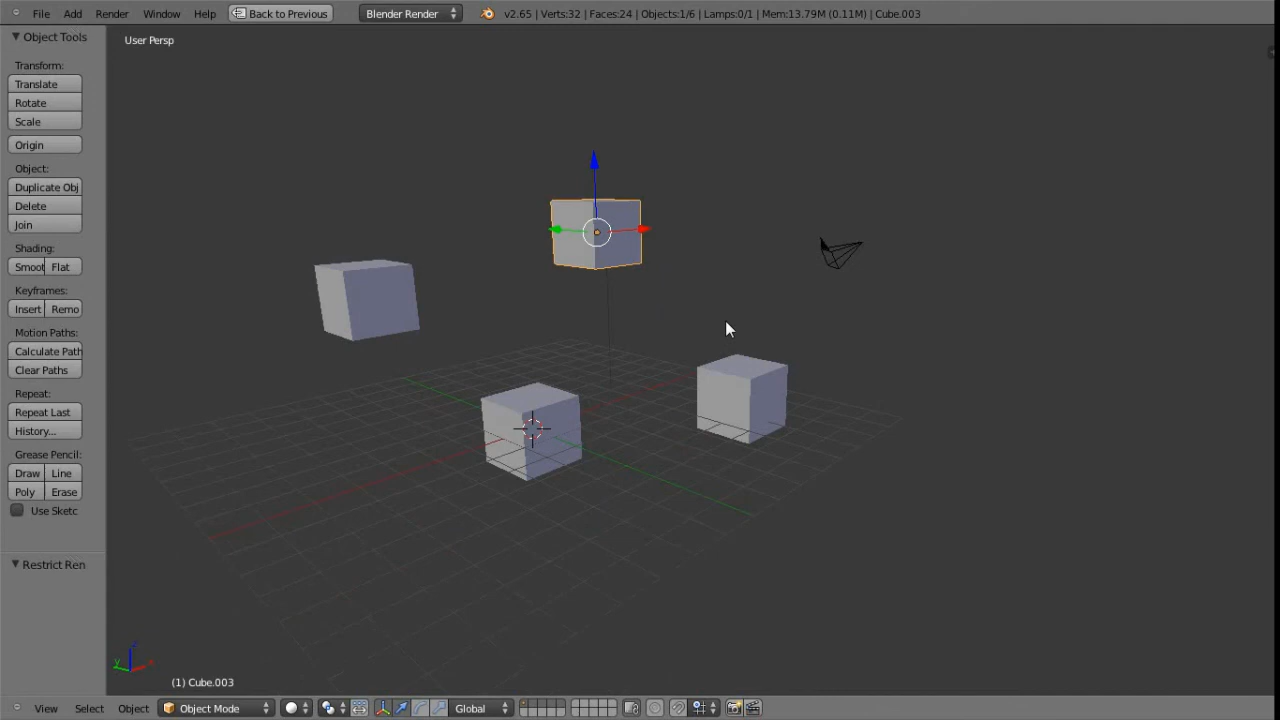 File Add Render Window Help Back to Previous Blender Render v2.65 | Verts:32 | Faces:24 | Objects:1/6 | Lamps:0/1 | Mem:13.79M (0.11M) | Cube.003
Object Tools
User Persp
Transform:
Translate
Rotate
Scale
Origin
Object:
Duplicate Obj
Delete
Join
Shading:
Smoot Flat
Keyframes:
Insert Remo
Motion Paths:
Calculate Path
Clear Paths
Repeat:
Repeat Last
History...
Grease Pencil:
Draw Line
Poly Erase
Use Sketc
Restrict Ren
z
y x
(1) Cube.003
View Select Object Object Mode Global